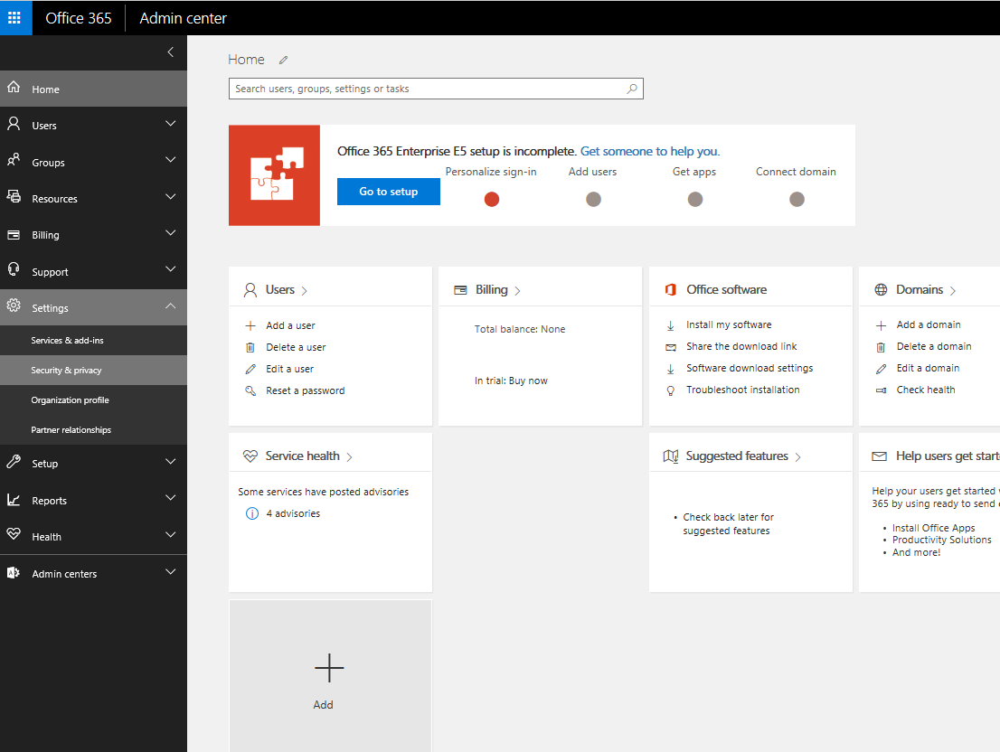 Office 365
Admin center
Home
Users
Groups
Resources
Billing
Support
Settings
Services & add-ins
Security & privacy
Organization profile
Partner relationships
Setup
Reports
Health
Admin centers
Home
Search users, groups, settings or tasks
Office 365 Enterprise E5 setup is incomplete. Get someone to help you.
Go to setup
Personalize sign-in
Add users
Get apps
Connect domain
Users
Add a user
Delete a user
Edit a user
Reset a password
Billing
Total balance: None
In trial: Buy now
Office software
Install my software
Share the download link
Software download settings
Troubleshoot installation
Domains
Add a domain
Delete a domain
Edit a domain
Check health
Service health
Some services have posted advisories
4 advisories
Suggested features
• Check back later for
suggested features
Help users get start
Help your users get started
365 by using ready to send
• Install Office Apps
• Productivity Solutions
• And more!
Add